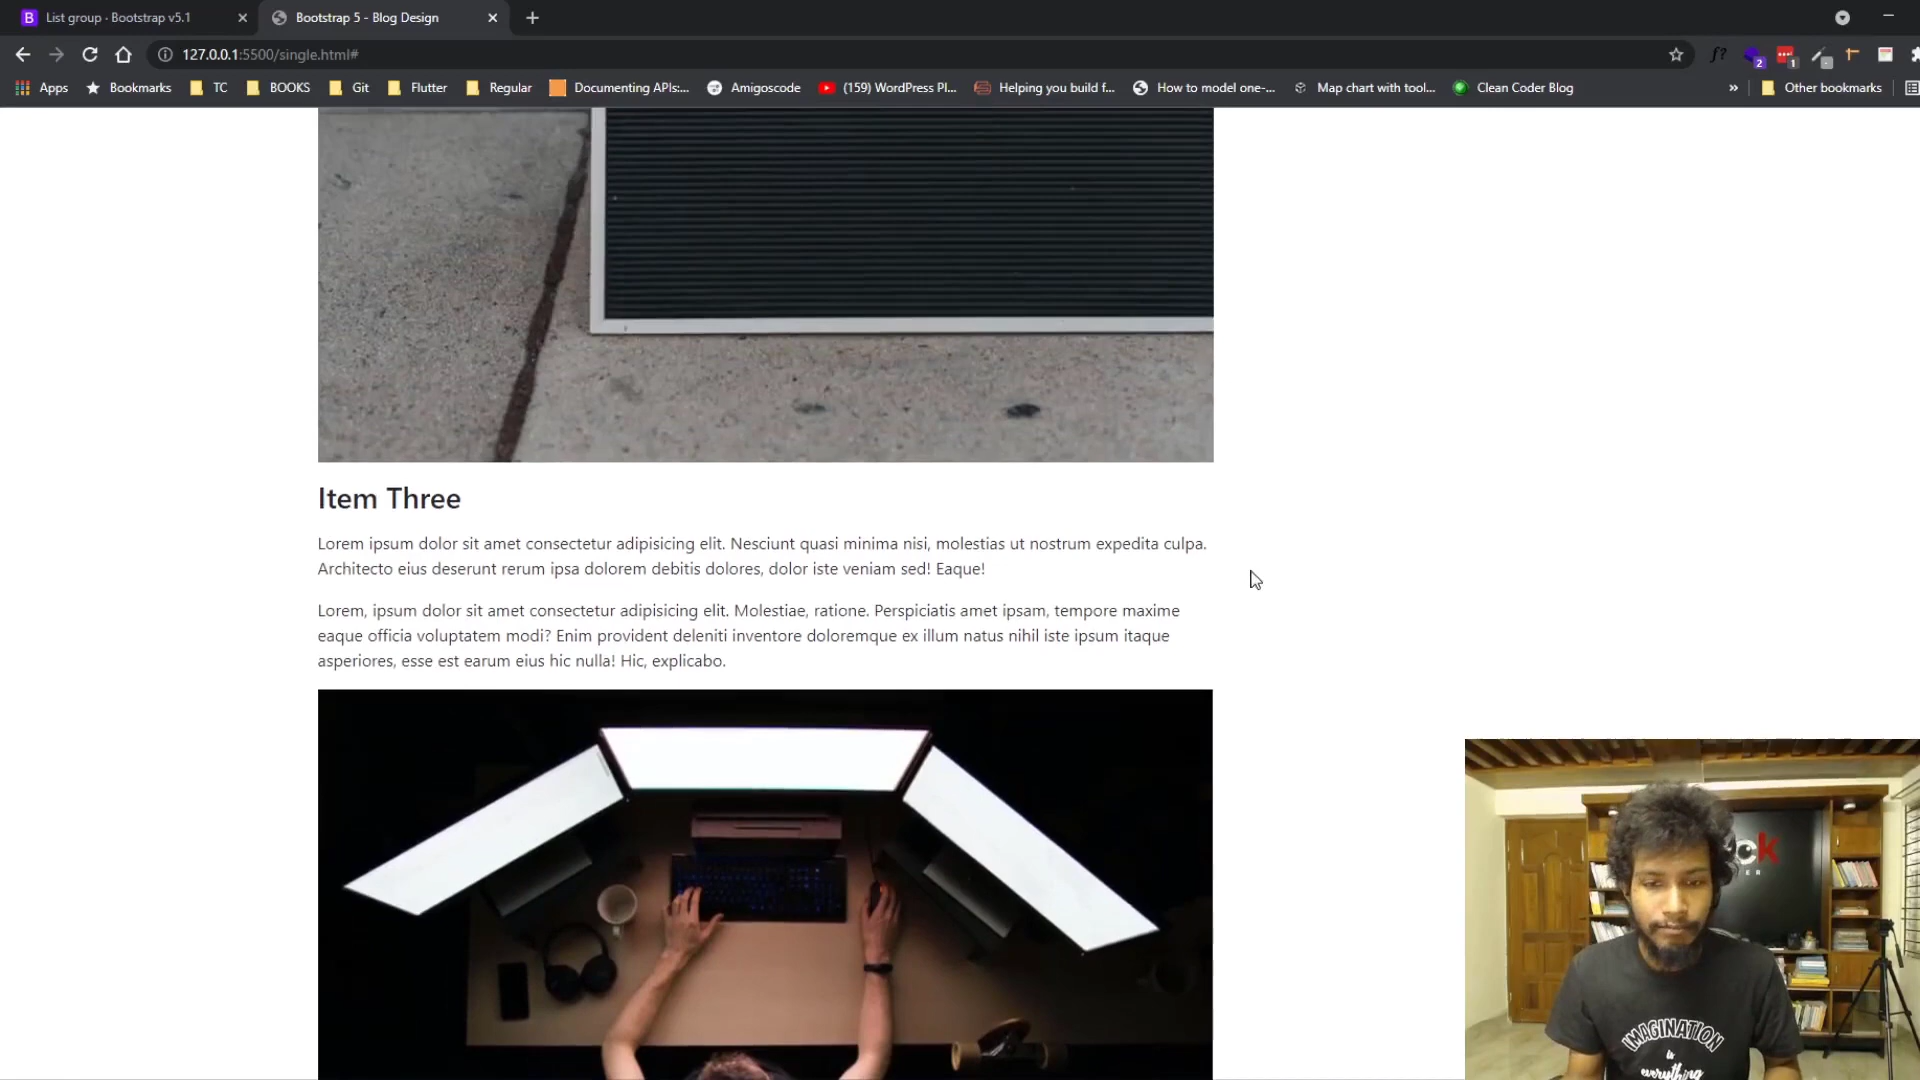 List group · Bootstrap v5.1
Bootstrap 5 - Blog Design
127.0.0.1:5500/single.html#
f?
2
1
Apps
Bookmarks
TC
BOOKS
Git
Flutter
Regular
Documenting APIs:...
Amigoscode
(159) WordPress Pl...
Helping you build f...
How to model one-...
Map chart with tool...
Clean Coder Blog
»
Other bookmarks
Item Three
Lorem ipsum dolor sit amet consectetur adipisicing elit. Nesciunt quasi minima nisi, molestias ut nostrum expedita culpa.
Architecto eius deserunt rerum ipsa dolorem debitis dolores, dolor iste veniam sed! Eaque!
Lorem, ipsum dolor sit amet consectetur adipisicing elit. Molestiae, ratione. Perspiciatis amet ipsam, tempore maxime
eaque officia voluptatem modi? Enim provident deleniti inventore doloremque ex illum natus nihil iste ipsum itaque
asperiores, esse est earum eius hic nulla! Hic, explicabo.
IMAGINATION
is
everything